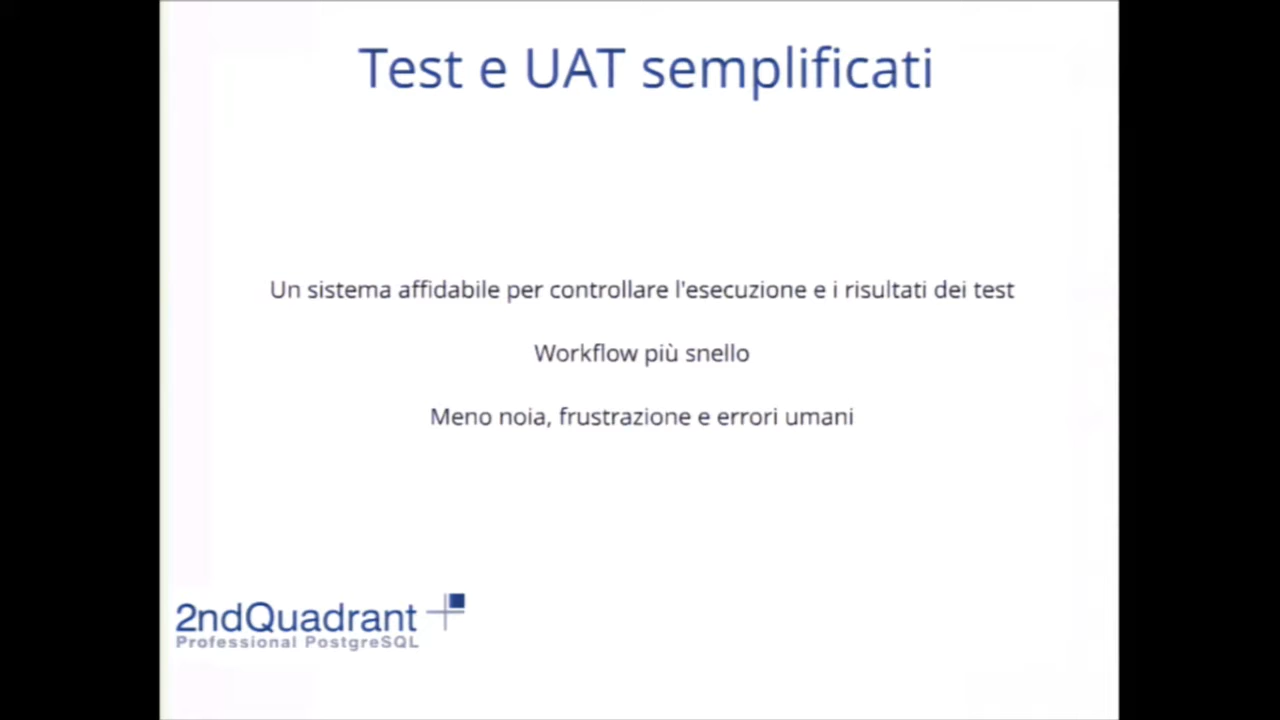 Test e UAT semplificati
Un sistema affidabile per controllare l'esecuzione e i risultati dei test
Workflow più snello
Meno noia, frustrazione e errori umani
2ndQuadrant
Professional PostgreSQL